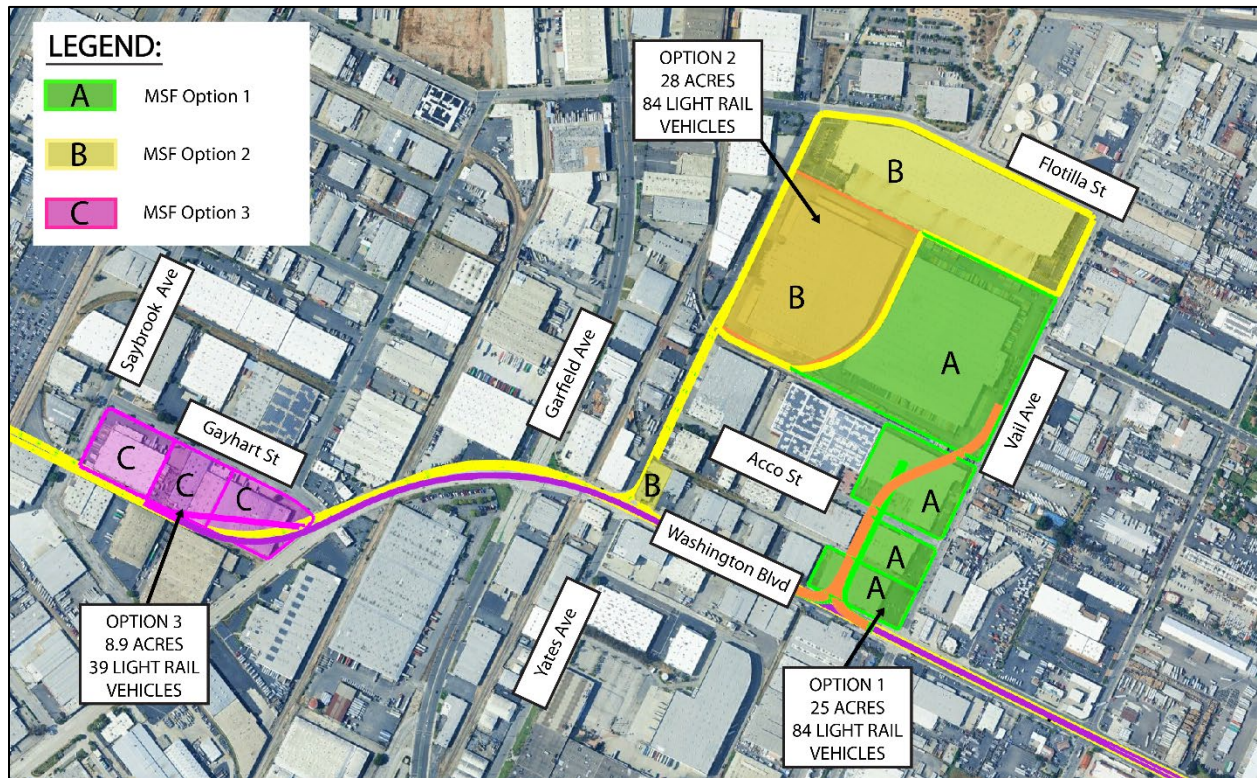 LEGEND:
A MSF Option 1
B MSF Option 2
C MSF Option 3
OPTION 2
28 ACRES
84 LIGHT RAIL
VEHICLES
B
Flotilla St
B
A
Vail Ave
Saybrook Ave
Garfield Ave
Gayhart St
C
C
C
B
Acco St
A
Washington Blvd
A
A
Yates Ave
OPTION 3
8.9 ACRES
39 LIGHT RAIL
VEHICLES
OPTION 1
25 ACRES
84 LIGHT RAIL
VEHICLES